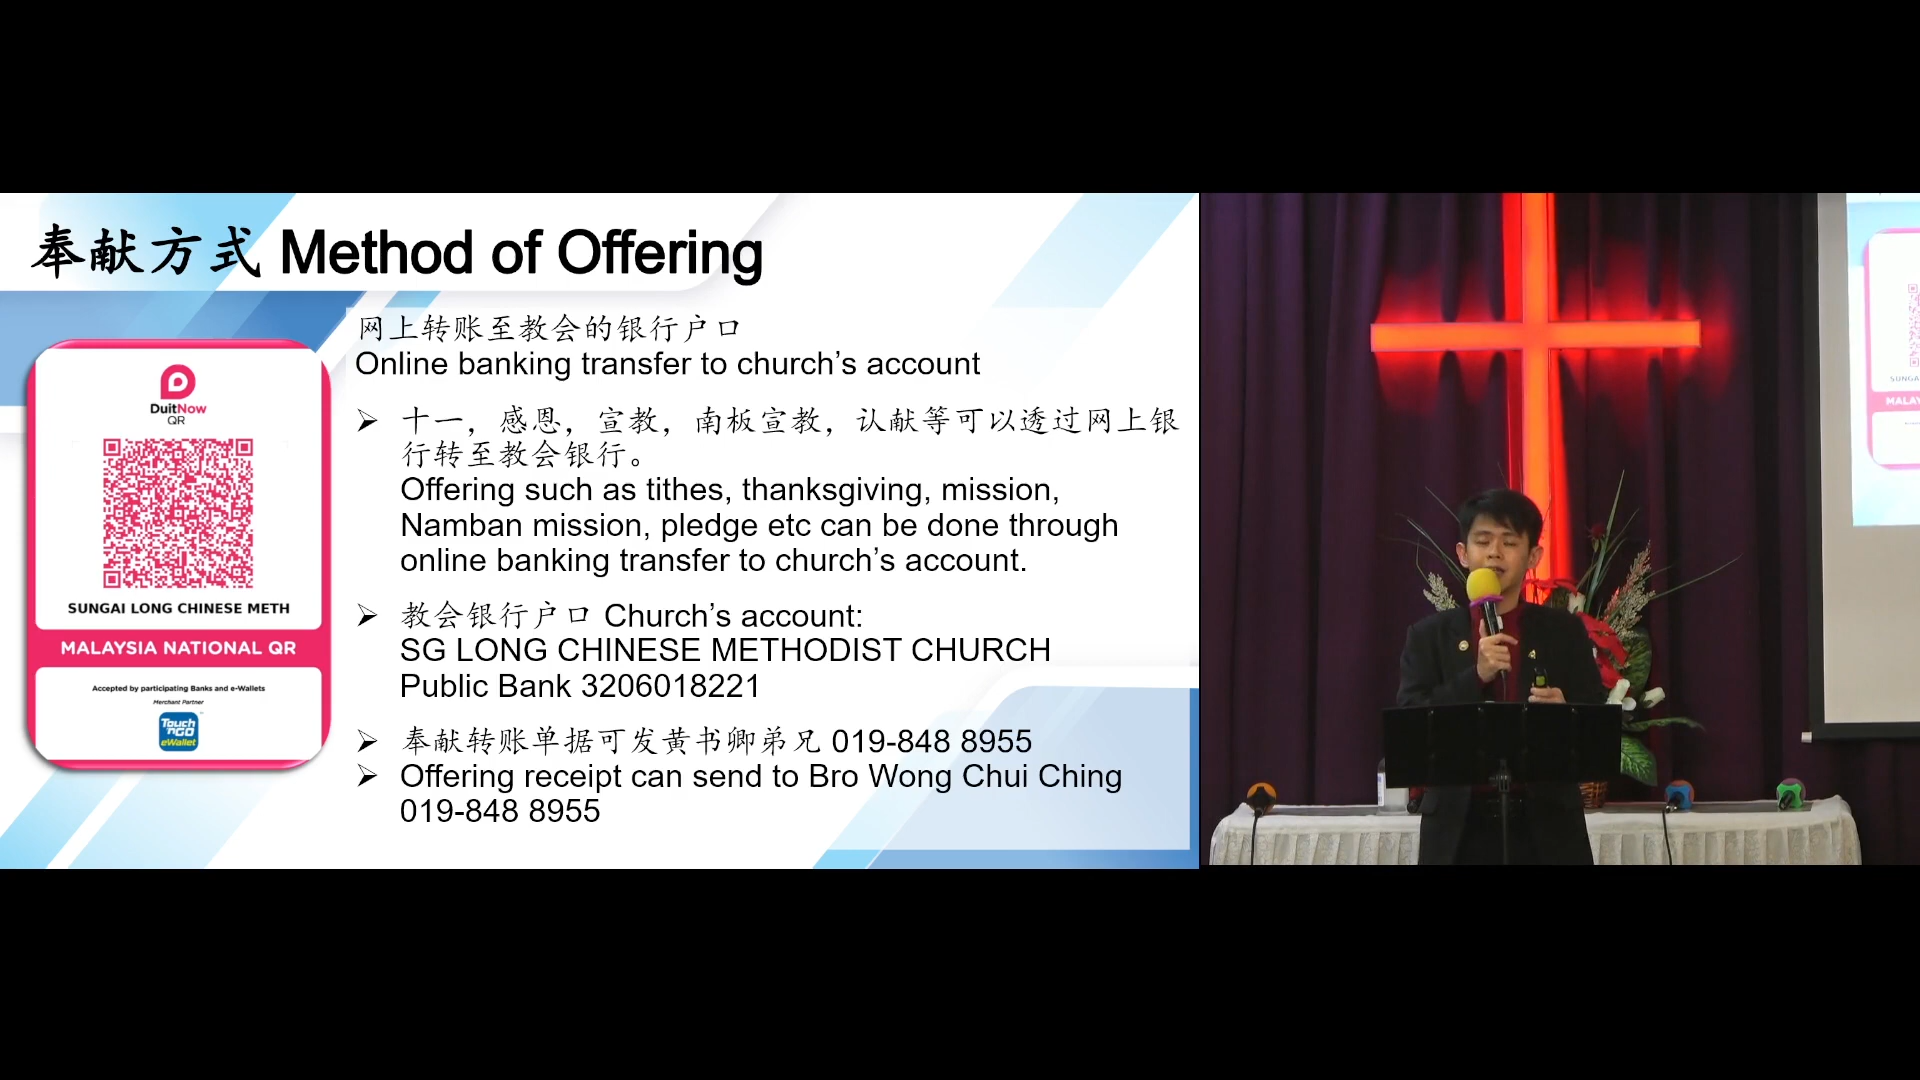 奉献方式 Method of Offering
网上转账至教会的银行户口
Online banking transfer to church's account
DuitNow
QR
SUNGAI LONG CHINESE METH
MALAYSIA NATIONAL QR
Accepted by participating Banks and e-Wallets
Merchant Partner
Touch
'nGO
eWallet
➢ 十一，感恩，宣教，南板宣教，认献等可以透过网上银
行转至教会银行。
Offering such as tithes, thanksgiving, mission,
Namban mission, pledge etc can be done through
online banking transfer to church's account.
➢ 教会银行户口 Church's account:
SG LONG CHINESE METHODIST CHURCH
Public Bank 3206018221
➢ 奉献转账单据可发黄书卿弟兄 019-848 8955
➢ Offering receipt can send to Bro Wong Chui Ching
019-848 8955
SUNGA
MALAY